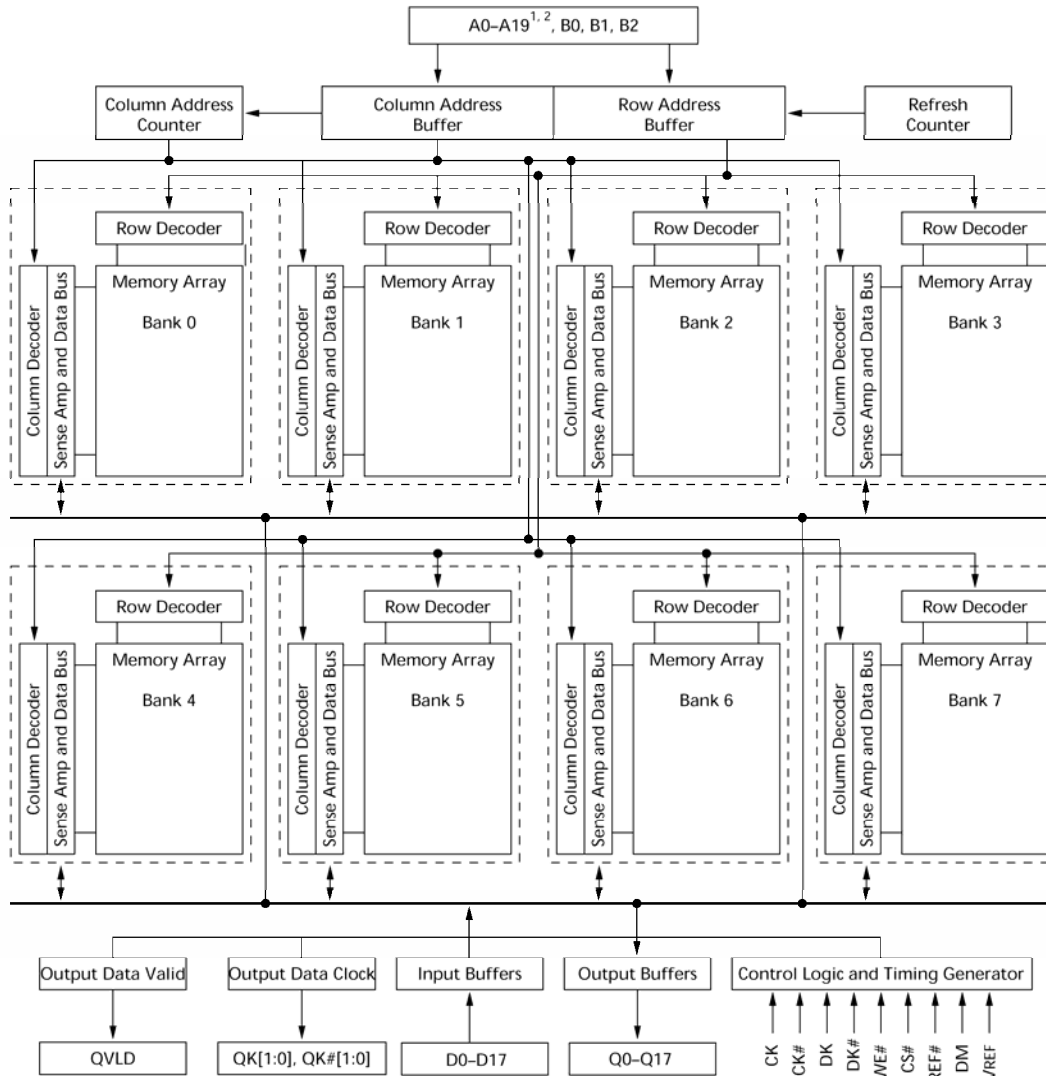 A0–A19 1, 2, B0, B1, B2
Column Address
Counter
Column Address
Buffer
Row Address
Buffer
Refresh
Counter
Row Decoder
Column Decoder
Sense Amp and Data Bus
Memory Array
Bank 0
Row Decoder
Column Decoder
Sense Amp and Data Bus
Memory Array
Bank 1
Row Decoder
Column Decoder
Sense Amp and Data Bus
Memory Array
Bank 2
Row Decoder
Column Decoder
Sense Amp and Data Bus
Memory Array
Bank 3
Row Decoder
Column Decoder
Sense Amp and Data Bus
Memory Array
Bank 4
Row Decoder
Column Decoder
Sense Amp and Data Bus
Memory Array
Bank 5
Row Decoder
Column Decoder
Sense Amp and Data Bus
Memory Array
Bank 6
Row Decoder
Column Decoder
Sense Amp and Data Bus
Memory Array
Bank 7
Output Data Valid
Output Data Clock
Input Buffers
Output Buffers
Control Logic and Timing Generator
QVLD
QK[1:0], QK#[1:0]
D0–D17
Q0–Q17
CK
CK#
DK
DK#
WE#
CS#
REF#
DM
VREF